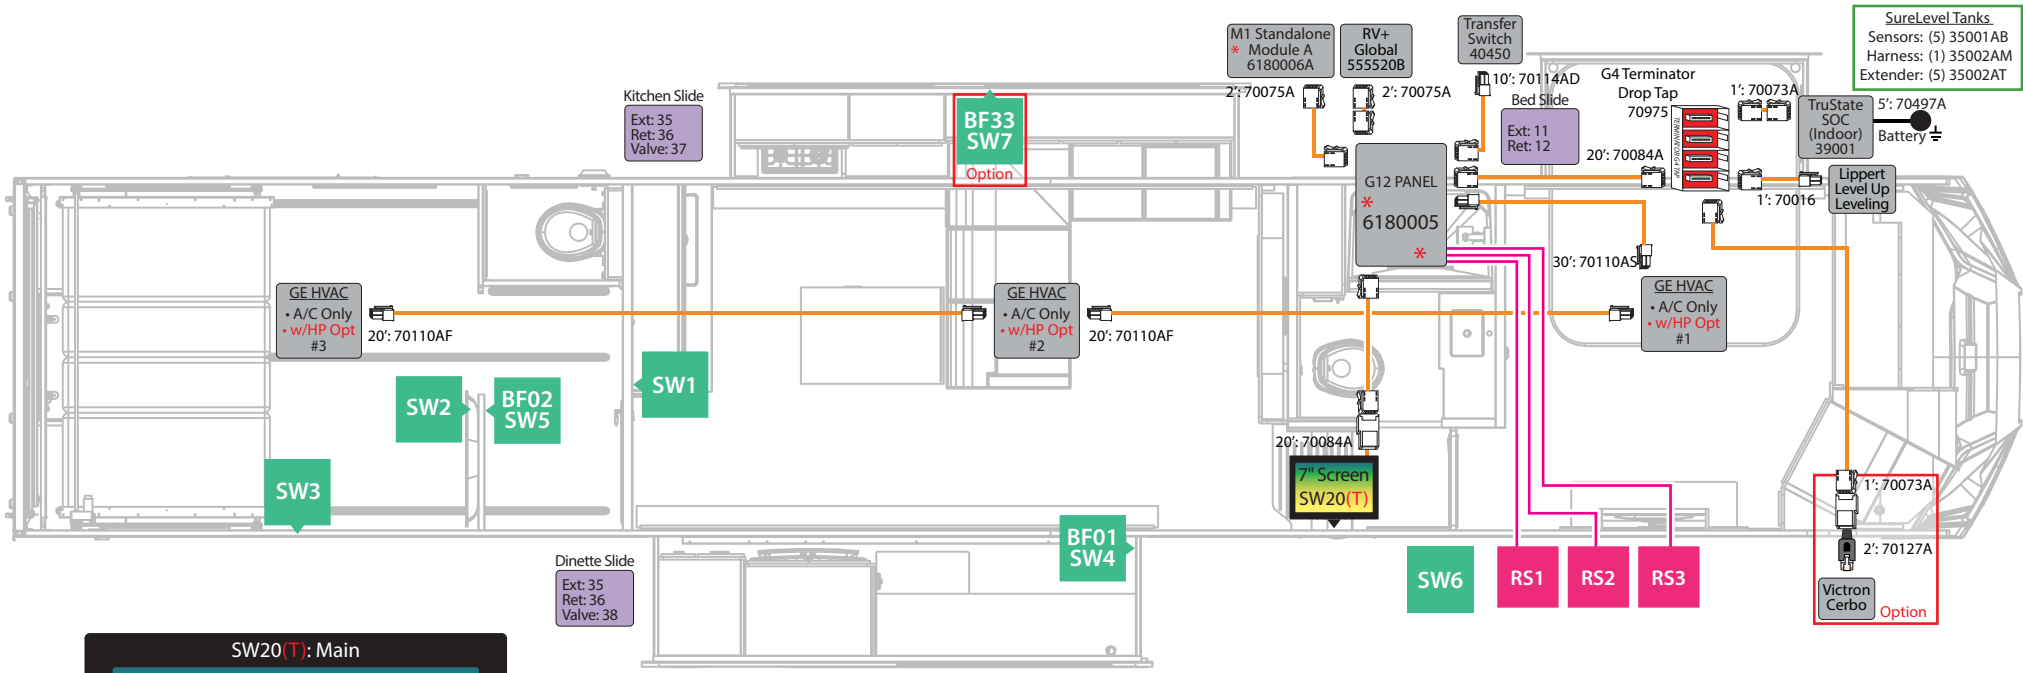 SureLevel Tanks
Sensors: (5) 35001AB
Harness: (1) 35002AM
Extender: (5) 35002AT
M1 Standalone
* Module A
6180006A
RV+
Global
555520B
Transfer
Switch
40450
2': 70075A
2': 70075A
10': 70114AD
G4 Terminator
Drop Tap
70975
TERMINATOR G4 TAP
1': 70073A
TruState
SOC
(Indoor)
39001
5': 70497A
Battery
Kitchen Slide
Ext: 35
Ret: 36
Valve: 37
BF33
SW7
Option
Bed Slide
Ext: 11
Ret: 12
20': 70084A
1': 70016
Lippert
Level Up
Leveling
G12 PANEL
*
6180005
*
30': 70110AS
GE HVAC
• A/C Only
• w/HP Opt
#3
20': 70110AF
GE HVAC
• A/C Only
• w/HP Opt
#2
20': 70110AF
GE HVAC
• A/C Only
• w/HP Opt
#1
SW1
SW2
BF02
SW5
SW3
20': 70084A
7" Screen
SW20(T)
BF01
SW4
Dinette Slide
Ext: 35
Ret: 36
Valve: 38
SW6
RS1
RS2
RS3
1': 70073A
2': 70127A
Victron
Cerbo
Option
SW20(T): Main